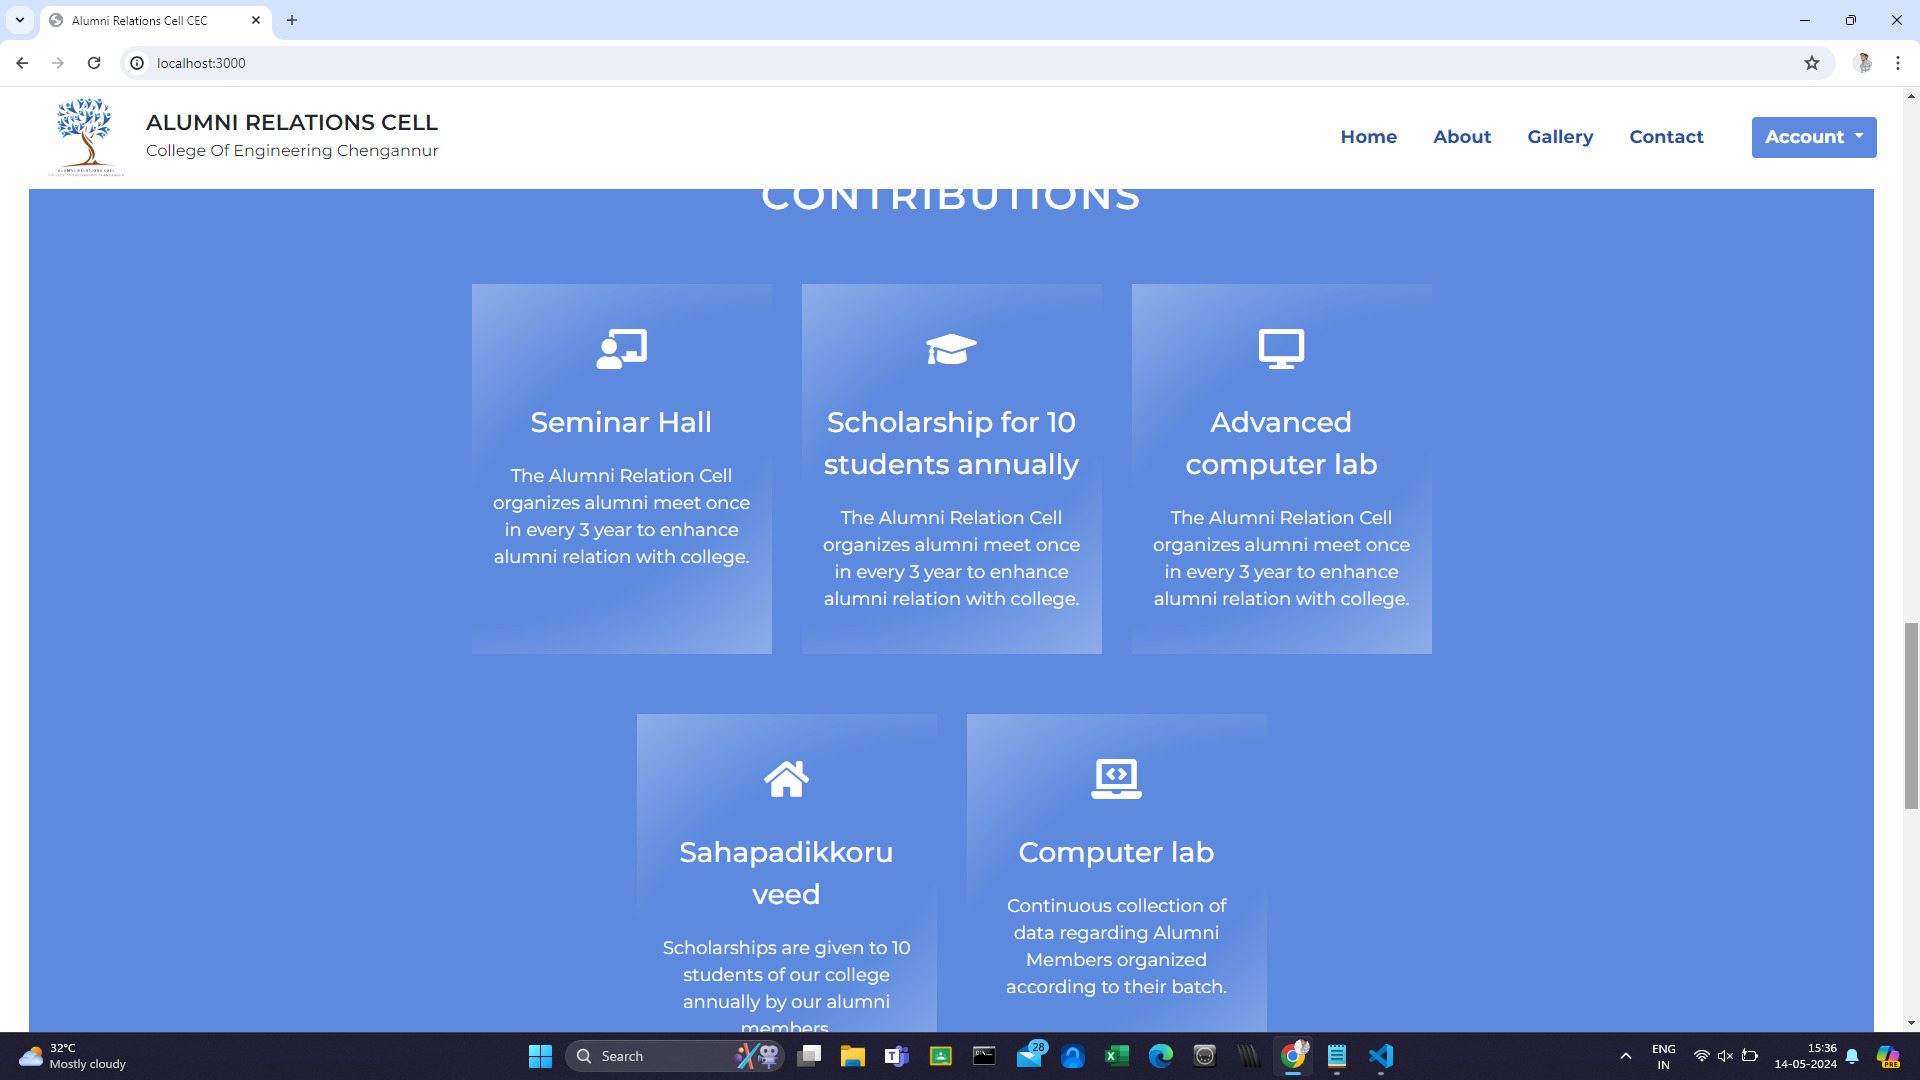 Alumni Relations Cell CEC
localhost:3000
ALUMNI RELATIONS CELL
ALUMNI RELATIONS CELL
College Of Engineering Chengannur
Home About Gallery Contact Account
CONTRIBUTIONS
Seminar Hall
The Alumni Relation Cell
organizes alumni meet once
in every 3 year to enhance
alumni relation with college.
Scholarship for 10
students annually
The Alumni Relation Cell
organizes alumni meet once
in every 3 year to enhance
alumni relation with college.
Advanced
computer lab
The Alumni Relation Cell
organizes alumni meet once
in every 3 year to enhance
alumni relation with college.
Sahapadikkoru
veed
Scholarships are given to 10
students of our college
annually by our alumni
members
Computer lab
Continuous collection of
data regarding Alumni
Members organized
according to their batch.
32°C
Mostly cloudy
Search
28
ENG
IN
15:36
14-05-2024
PRE